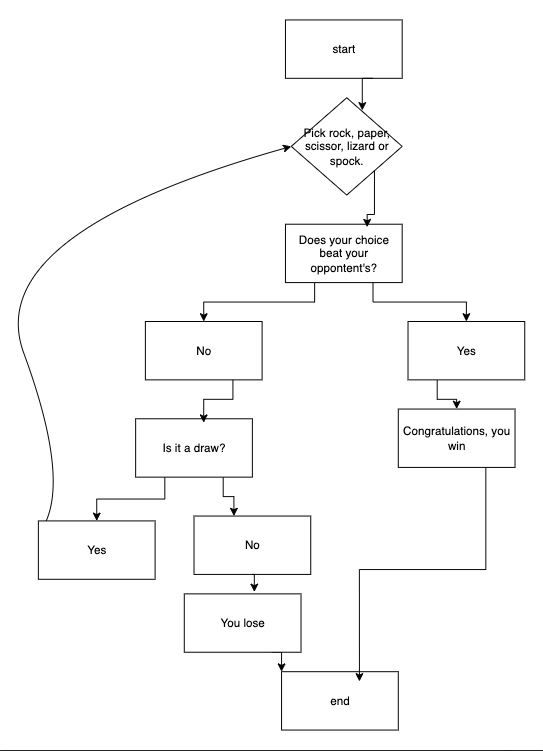 start
Pick rock, paper,
scissor, lizard or
spock.
Does your choice
beat your
oppontent's?
No
Yes
Congratulations, you
win
Is it a draw?
Yes
No
You lose
end